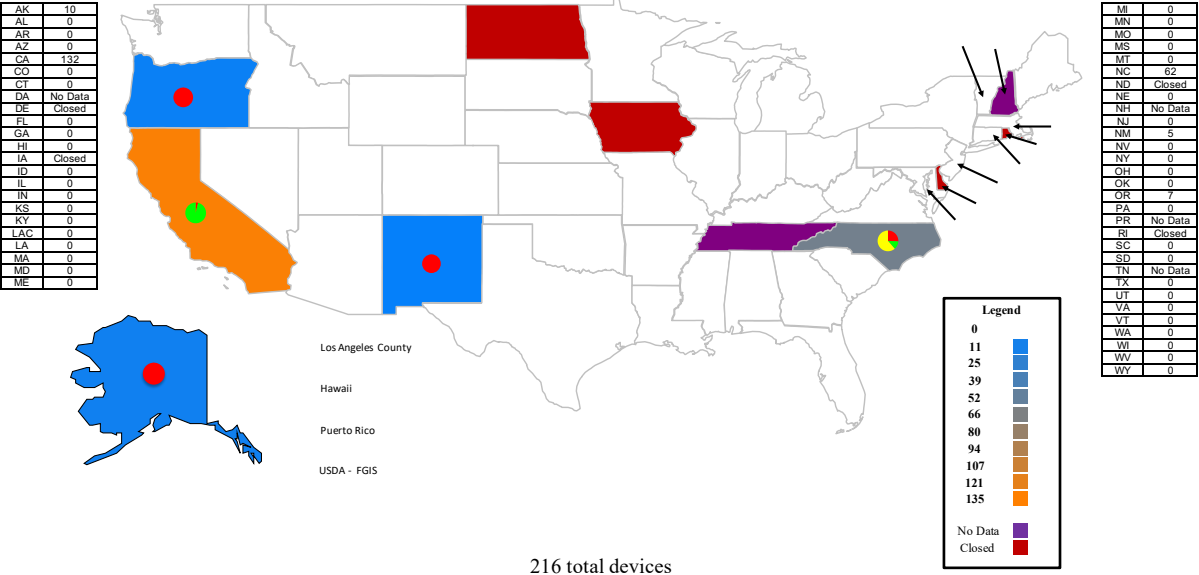 AK 10
AL 0
AR 0
AZ 0
CA 132
CO 0
CT 0
DA No Data
DE Closed
FL 0
GA 0
HI 0
IA Closed
ID 0
IL 0
IN 0
KS 0
KY 0
LAC 0
LA 0
MA 0
MD 0
ME 0
MI 0
MN 0
MO 0
MS 0
MT 0
NC 62
ND Closed
NE 0
NH No Data
NJ 0
NM 5
NV 0
NY 0
OH 0
OK 0
OR 7
PA 0
PR No Data
RI Closed
SC 0
SD 0
TN No Data
TX 0
UT 0
VA 0
VT 0
WA 0
WI 0
WV 0
WY 0
Los Angeles County
Hawaii
Puerto Rico
USDA - FGIS
Legend
0
11
25
39
52
66
80
94
107
121
135
No Data
Closed
216 total devices